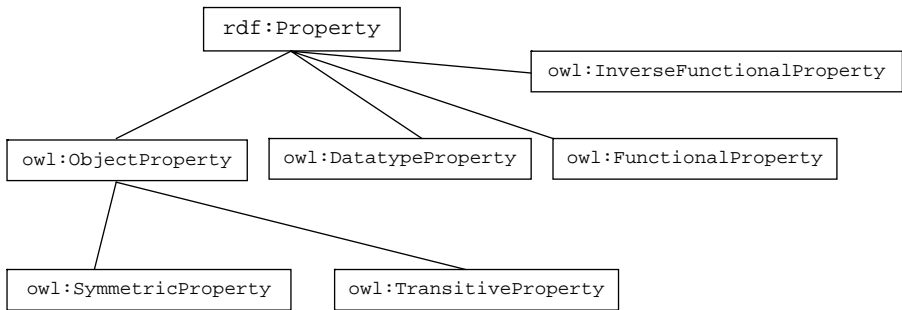 rdf:Property
owl:InverseFunctionalProperty
owl:ObjectProperty
owl:DatatypeProperty
owl:FunctionalProperty
owl:SymmetricProperty
owl:TransitiveProperty